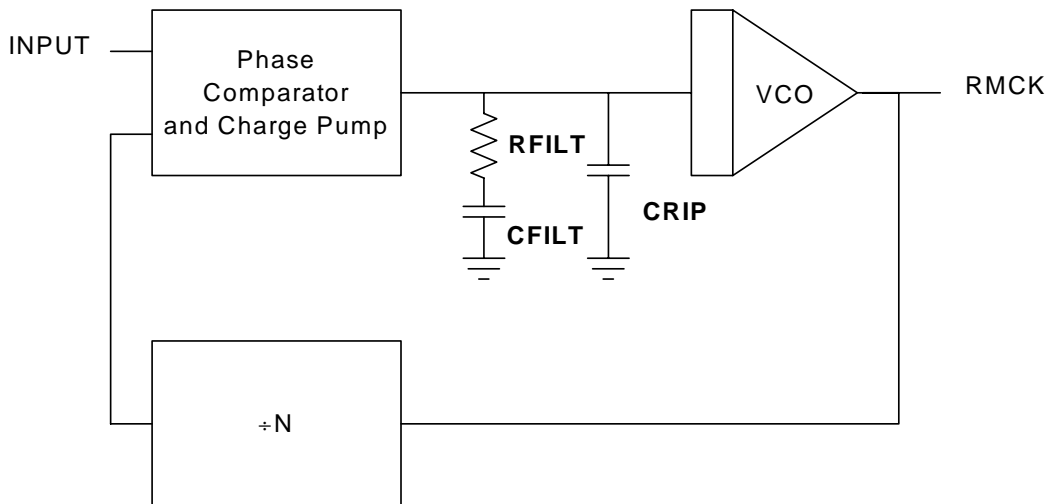 INPUT
Phase
Comparator
and Charge Pump
VCO
RMCK
RFILT
CRIP
CFILT
÷N